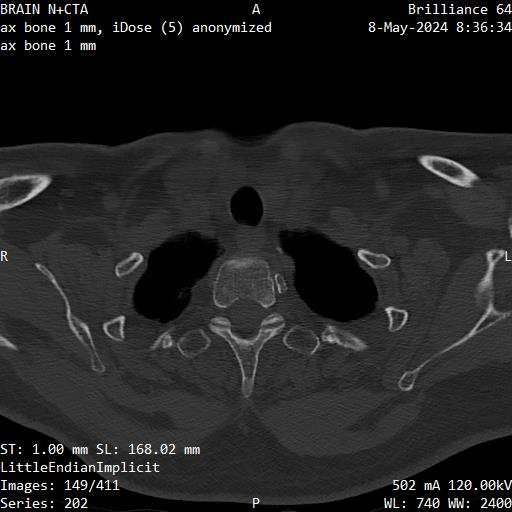 BRAIN N+CTA
A
Brilliance 64
ax bone 1 mm, iDose (5) anonymized
8-May-2024 8:36:34
ax bone 1 mm
R
L
ST: 1.00 mm SL: 168.02 mm
LittleEndianImplicit
Images: 149/411
502 mA 120.00kV
Series: 202
P
WL: 740 WW: 2400